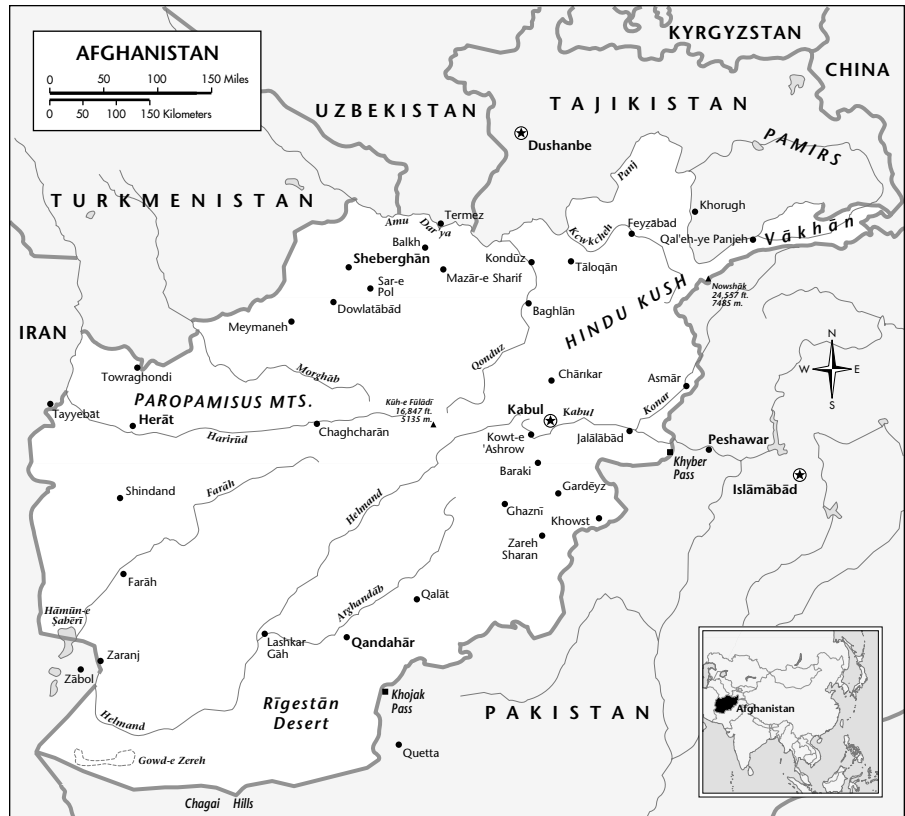 AFGHANISTAN
0 50 100 150 Miles
0 50 100 150 Kilometers
KYRGYZSTAN
CHINA
UZBEKISTAN
TAJIKISTAN
Dushanbe
PAMIRS
TURKMENISTAN
Panj
Khorugh
Amu Dar'ya
Termez
Feyẕābad
Qal'eh-ye Panjeh
Vākhān
Kcwkcheh
Balkh
Sheberghān
Kondūz
Tāloqān
Mazār-e Sharif
Sar-e
Pol
Dowlatābād
Nowshāk
24,557 ft.
7485 m.
HINDU KUSH
Baghlān
Meymaneh
IRAN
N
W E
S
Towraghondi
Morghāb
Qonduz
Chārıkar
Asmār
PAROPAMISUS MTS.
Kūh-e Fūlādī
16,847 ft.
5135 m.
Tayyebāt
Herāt
Harirūd
Chaghcharān
Kabul
Kabul
Konar
Kowt-e
'Ashrow
Jalālābād
Peshawar
Khyber
Pass
Baraki
Islāmābād
Shindand
Farāh
Helmand
Gardēyz
Ghaznī
Khowst
Zareh
Sharan
Farāh
Arghandāb
Qalāt
Hāmūn-e
Ṣaberī
Lashkar
Gāh
Qandahār
Zaranj
Zābol
Rīgestān
Desert
Khojak
Pass
PAKISTAN
Afghanistan
Helmand
Gowd-e Zereh
Quetta
Chagai Hills